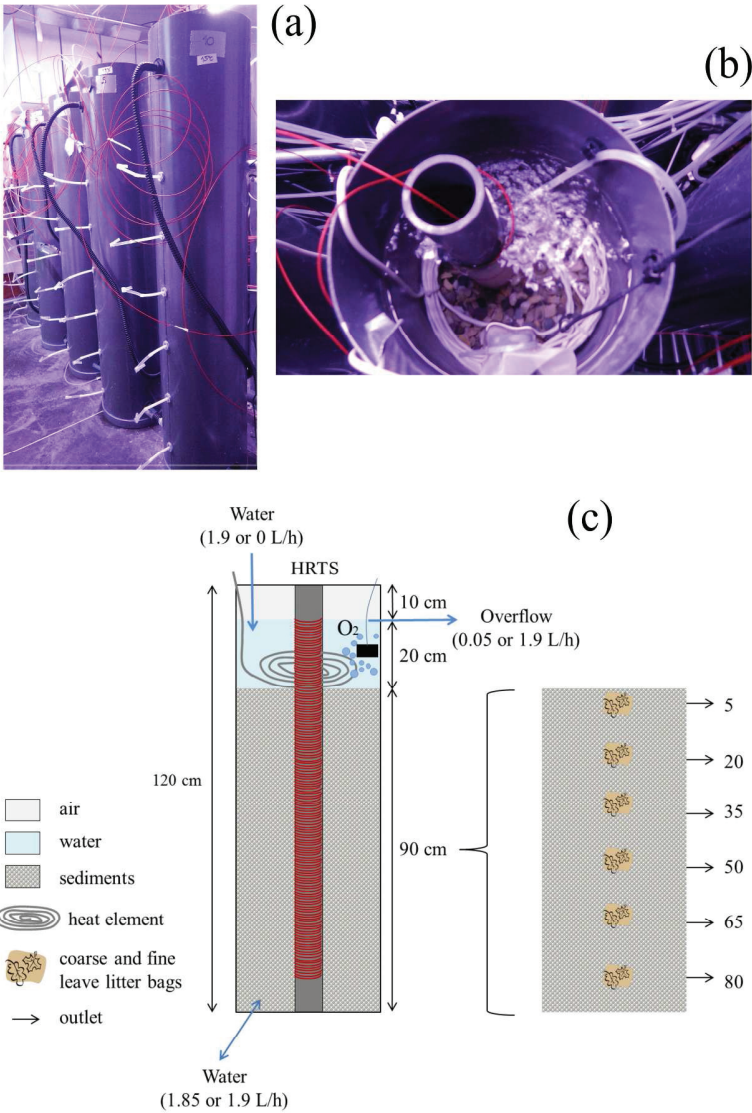 (a)
10
(b)
(c)
Water
(1.9 or 0 L/h)
HRTS
10 cm
O₂
Overflow
(0.05 or 1.9 L/h)
20 cm
5
20
35
120 cm
air
water
sediments
heat element
coarse and fine
leave litter bags
outlet
90 cm
50
65
80
Water
(1.85 or 1.9 L/h)